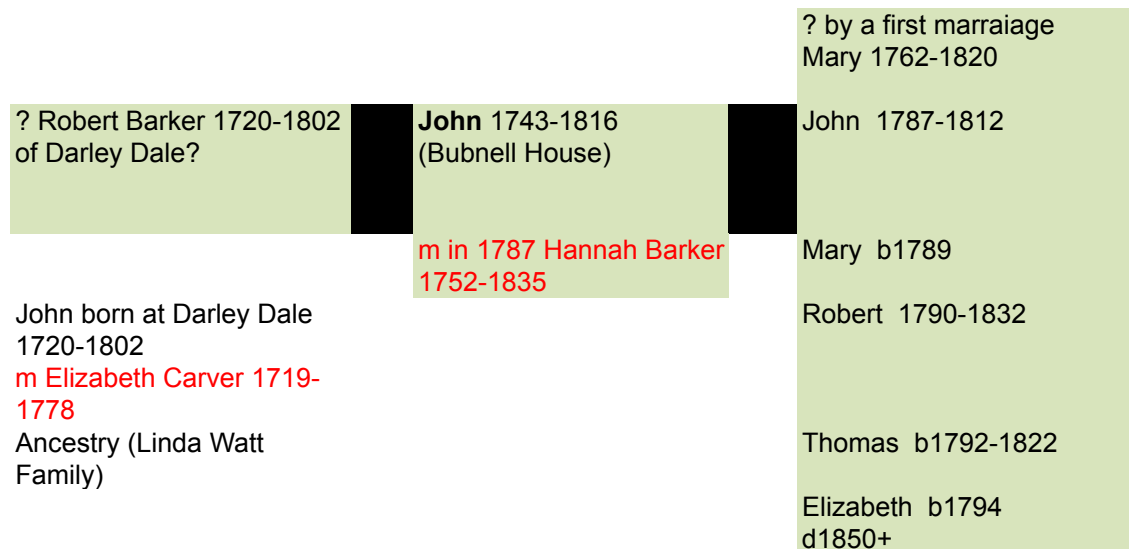 ? by a first marraiage
Mary 1762-1820
? Robert Barker 1720-1802
of Darley Dale?
John 1743-1816
(Bubnell House)
John 1787-1812
m in 1787 Hannah Barker
1752-1835
Mary b1789
John born at Darley Dale
1720-1802
m Elizabeth Carver 1719-
1778
Ancestry (Linda Watt
Family)
Robert 1790-1832
Thomas b1792-1822
Elizabeth b1794
d1850+